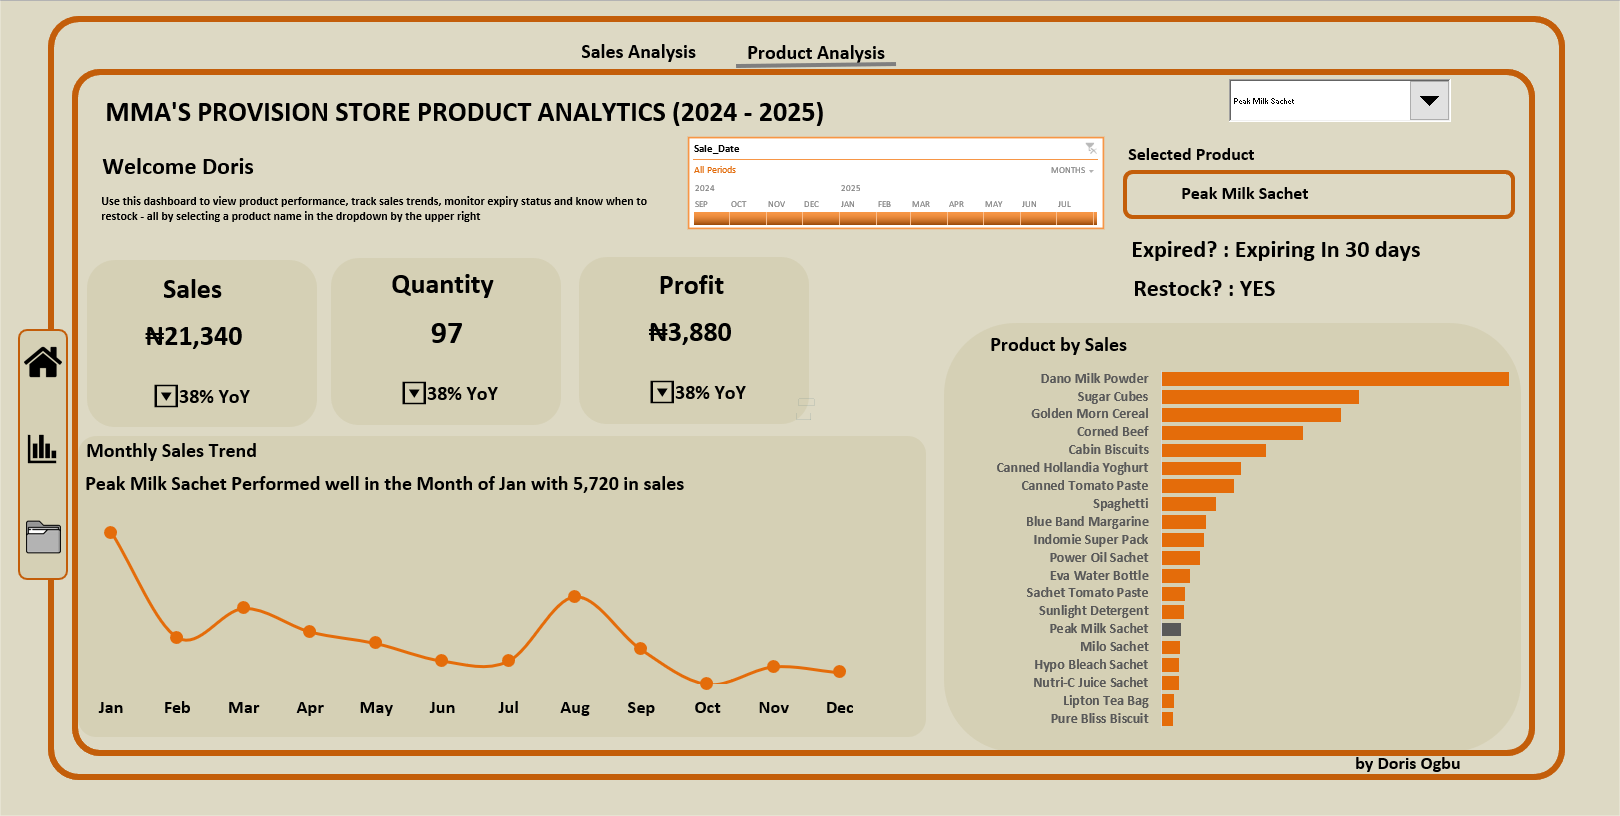 Sales Analysis
Product Analysis
MMA'S PROVISION STORE PRODUCT ANALYTICS (2024 - 2025)
Peak Milk Sachet
Welcome Doris
Use this dashboard to view product performance, track sales trends, monitor expiry status and know when to
restock - all by selecting a product name in the dropdown by the upper right
Sale_Date
All Periods
MONTHS
2024
2025
SEP OCT NOV DEC JAN FEB MAR APR MAY JUN JUL
Selected Product
Peak Milk Sachet
Expired? : Expiring In 30 days
Restock? : YES
Sales
₦21,340
38% YoY
Quantity
97
38% YoY
Profit
₦3,880
38% YoY
Monthly Sales Trend
Peak Milk Sachet Performed well in the Month of Jan with 5,720 in sales
Jan Feb Mar Apr May Jun Jul Aug Sep Oct Nov Dec
Product by Sales
Dano Milk Powder
Sugar Cubes
Golden Morn Cereal
Corned Beef
Cabin Biscuits
Canned Hollandia Yoghurt
Canned Tomato Paste
Spaghetti
Blue Band Margarine
Indomie Super Pack
Power Oil Sachet
Eva Water Bottle
Sachet Tomato Paste
Sunlight Detergent
Peak Milk Sachet
Milo Sachet
Hypo Bleach Sachet
Nutri-C Juice Sachet
Lipton Tea Bag
Pure Bliss Biscuit
by Doris Ogbu